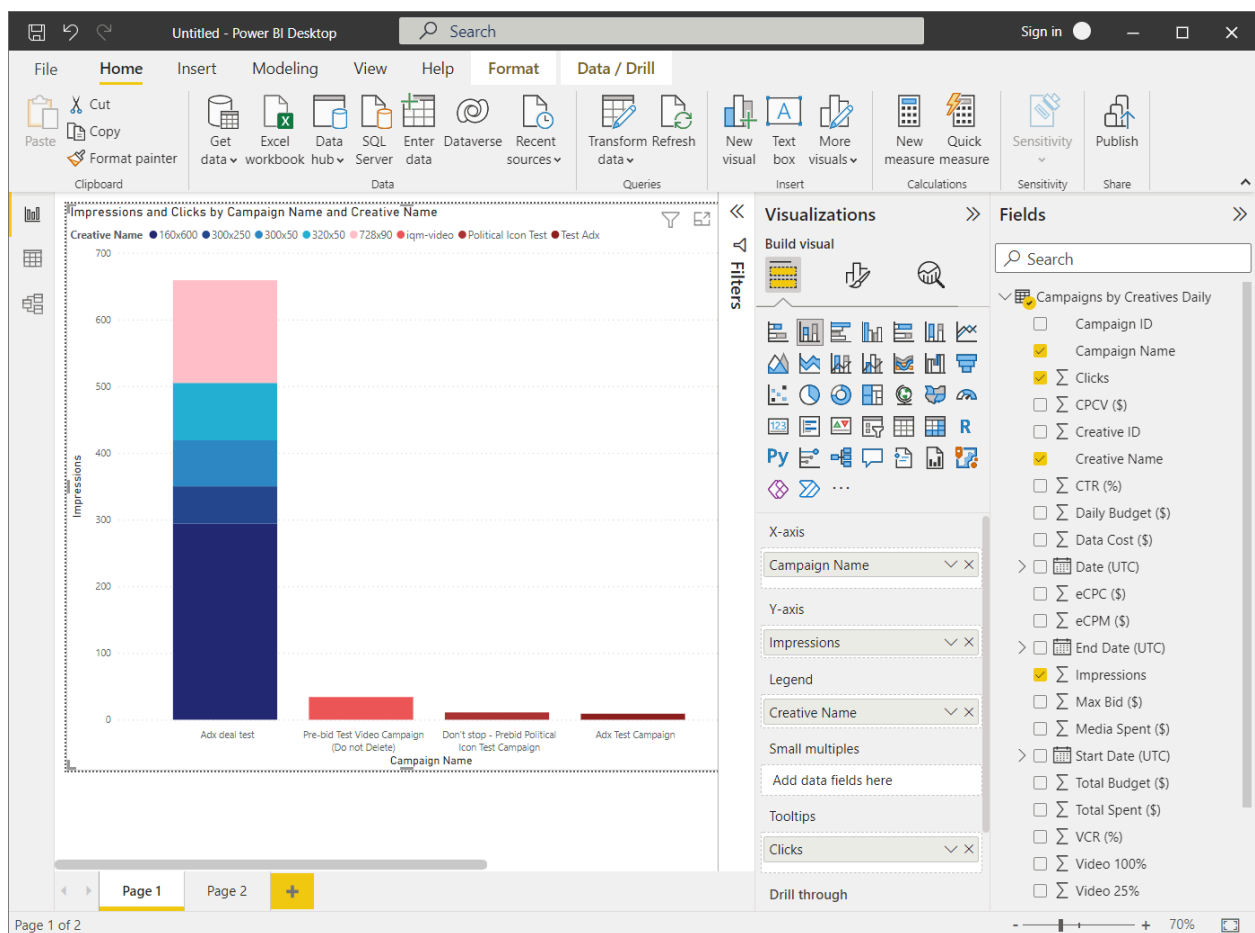 Untitled - Power BI Desktop
Search
Sign in
File Home Insert Modeling View Help Format Data / Drill
Paste
Cut
Copy
Format painter
Clipboard
Get data
Excel workbook
Data hub
SQL Server
Enter data
Dataverse
Recent sources
Data
Transform data
Refresh
Queries
New visual
Text box
More visuals
Insert
New measure
Quick measure
Calculations
Sensitivity
Sensitivity
Publish
Share
Impressions and Clicks by Campaign Name and Creative Name
Creative Name 160x600 300x250 300x50 320x50 728x90 iqm-video Political Icon Test Test Adx
700
600
500
400
300
200
100
0
Impressions
Adx deal test
Pre-bid Test Video Campaign
(Do not Delete)
Don't stop - Prebid Political
Icon Test Campaign
Adx Test Campaign
Campaign Name
Filters
Visualizations
Build visual
123
R
Py
X-axis
Campaign Name
Y-axis
Impressions
Legend
Creative Name
Small multiples
Add data fields here
Tooltips
Clicks
Drill through
Fields
Search
Campaigns by Creatives Daily
Campaign ID
Campaign Name
Clicks
CPCV ($)
Creative ID
Creative Name
CTR (%)
Daily Budget ($)
Data Cost ($)
Date (UTC)
eCPC ($)
eCPM ($)
End Date (UTC)
Impressions
Max Bid ($)
Media Spent ($)
Start Date (UTC)
Total Budget ($)
Total Spent ($)
VCR (%)
Video 100%
Video 25%
Page 1
Page 2
Page 1 of 2
70%